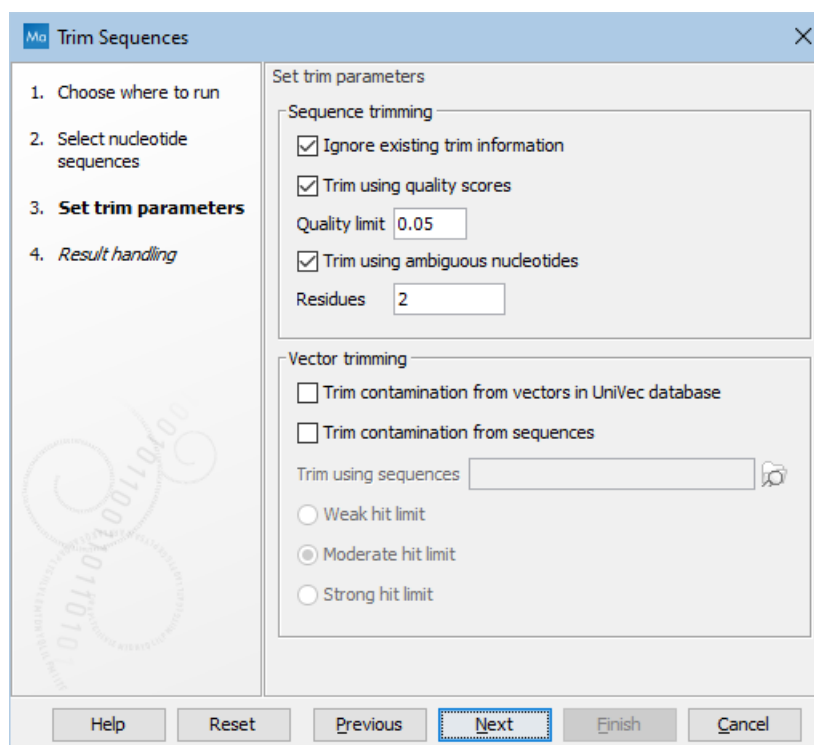 Ma Trim Sequences
1. Choose where to run
2. Select nucleotide
sequences
3. Set trim parameters
4. Result handling
Set trim parameters
Sequence trimming
Ignore existing trim information
Trim using quality scores
Quality limit 0.05
Trim using ambiguous nucleotides
Residues 2
Vector trimming
Trim contamination from vectors in UniVec database
Trim contamination from sequences
Trim using sequences
Weak hit limit
Moderate hit limit
Strong hit limit
Help Reset Previous Next Finish Cancel